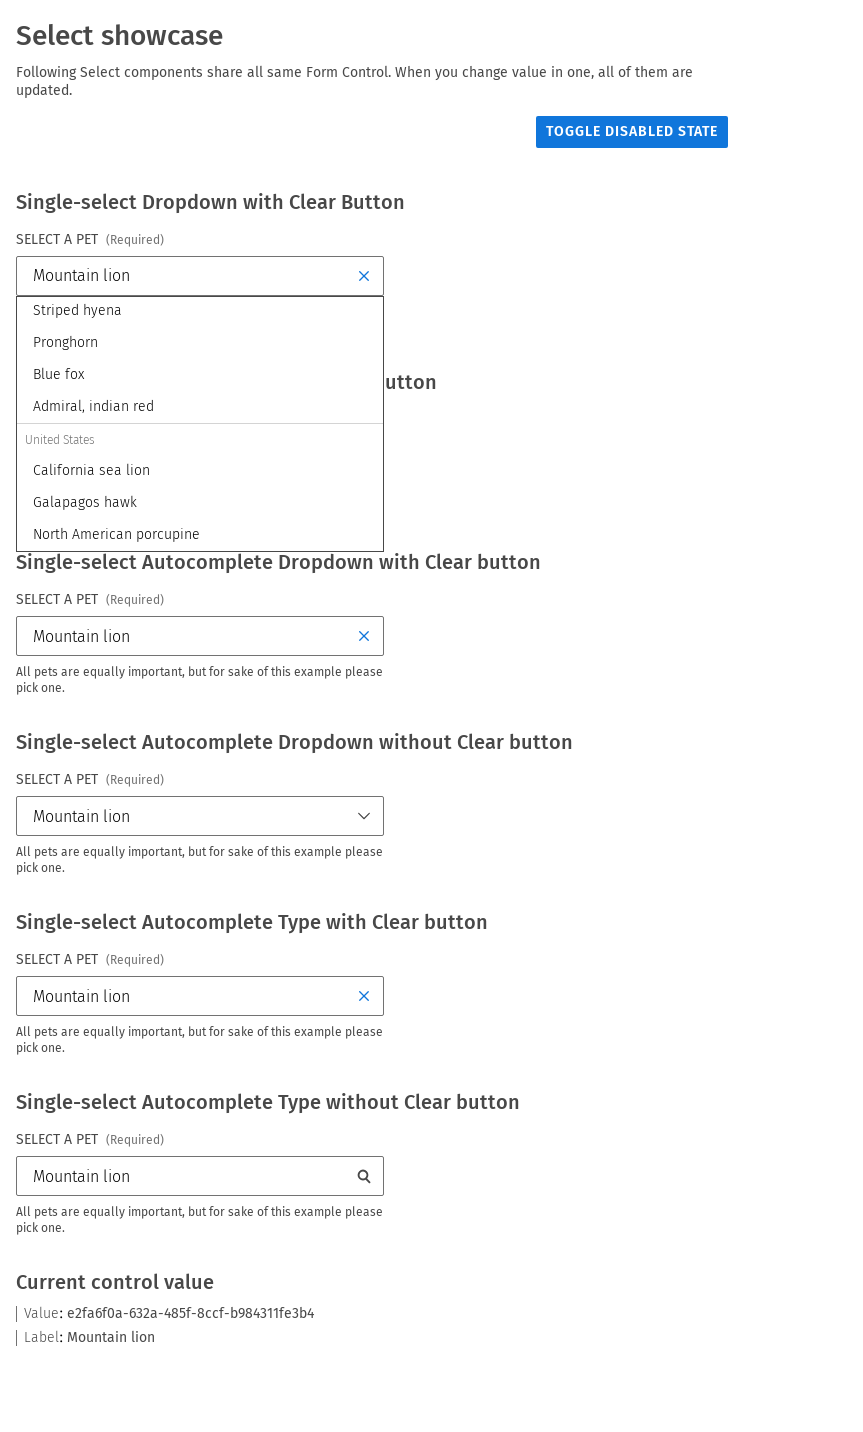 Select showcase
Following Select components share all same Form Control. When you change value in one, all of them are
updated.
TOGGLE DISABLED STATE
Single-select Dropdown with Clear Button
SELECT A PET (Required)
Mountain lion
Striped hyena
Pronghorn
Blue fox
utton
Admiral, indian red
United States
California sea lion
Galapagos hawk
North American porcupine
Single-select Autocomplete Dropdown with Clear button
SELECT A PET (Required)
Mountain lion
All pets are equally important, but for sake of this example please
pick one.
Single-select Autocomplete Dropdown without Clear button
SELECT A PET (Required)
Mountain lion
All pets are equally important, but for sake of this example please
pick one.
Single-select Autocomplete Type with Clear button
SELECT A PET (Required)
Mountain lion
All pets are equally important, but for sake of this example please
pick one.
Single-select Autocomplete Type without Clear button
SELECT A PET (Required)
Mountain lion
All pets are equally important, but for sake of this example please
pick one.
Current control value
Value: e2fa6f0a-632a-485f-8ccf-b984311fe3b4
Label: Mountain lion